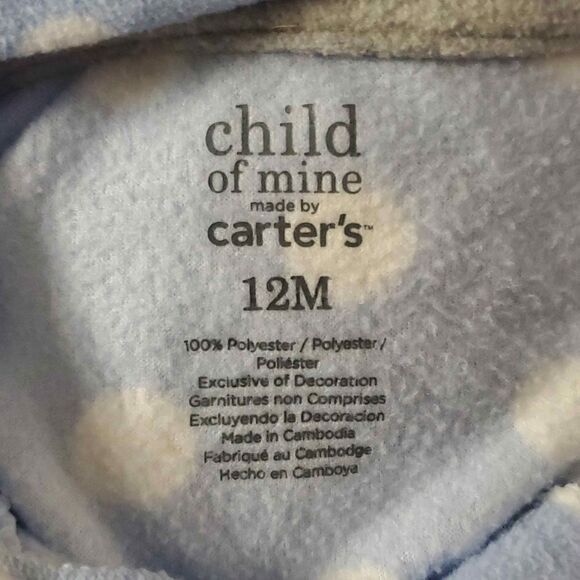 child
of mine
made by
carter's™
12M
100% Polyester / Polyester /
Poliéster
Exclusive of Decoration
Garnitures non Comprises
Excluyendo la Decoracion
Made in Cambodia
Fabriqué au Cambodge
Hecho en Camboya